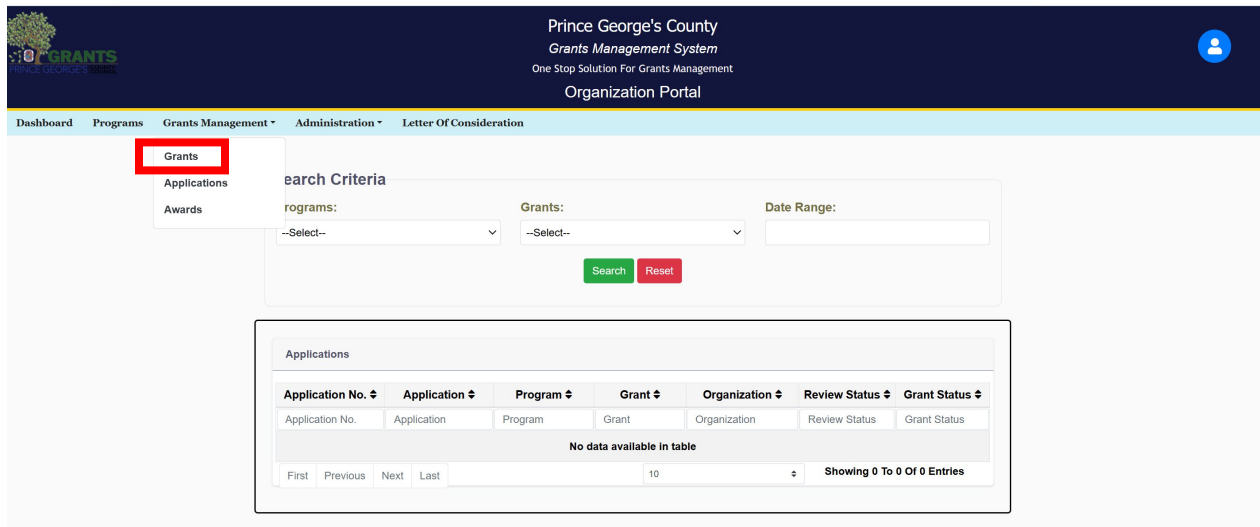 Prince George's County
Grants Management System
One Stop Solution For Grants Management
Organization Portal
GRANTS
PRINCE GEORGE'S
Dashboard Programs Grants Management Administration Letter Of Consideration
Grants
Applications
Awards
earch Criteria
rograms: Grants: Date Range:
--Select-- --Select--
Search Reset
Applications
Application No. Application Program Grant Organization Review Status Grant Status
Application No. Application Program Grant Organization Review Status Grant Status
No data available in table
First Previous Next Last 10 Showing 0 To 0 Of 0 Entries